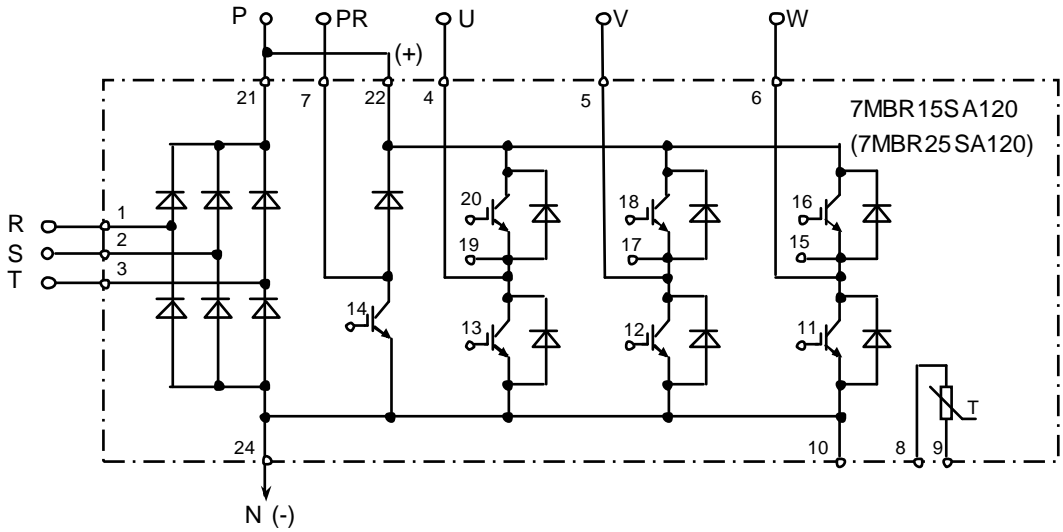 P PR U V W
(+)
21 7 22 4 5 6
7MBR15SA120
(7MBR25SA120)
R 1
S 2
T 3
20 18 16
19 17 15
14 13 12 11
T
24 10 8 9
N (-)